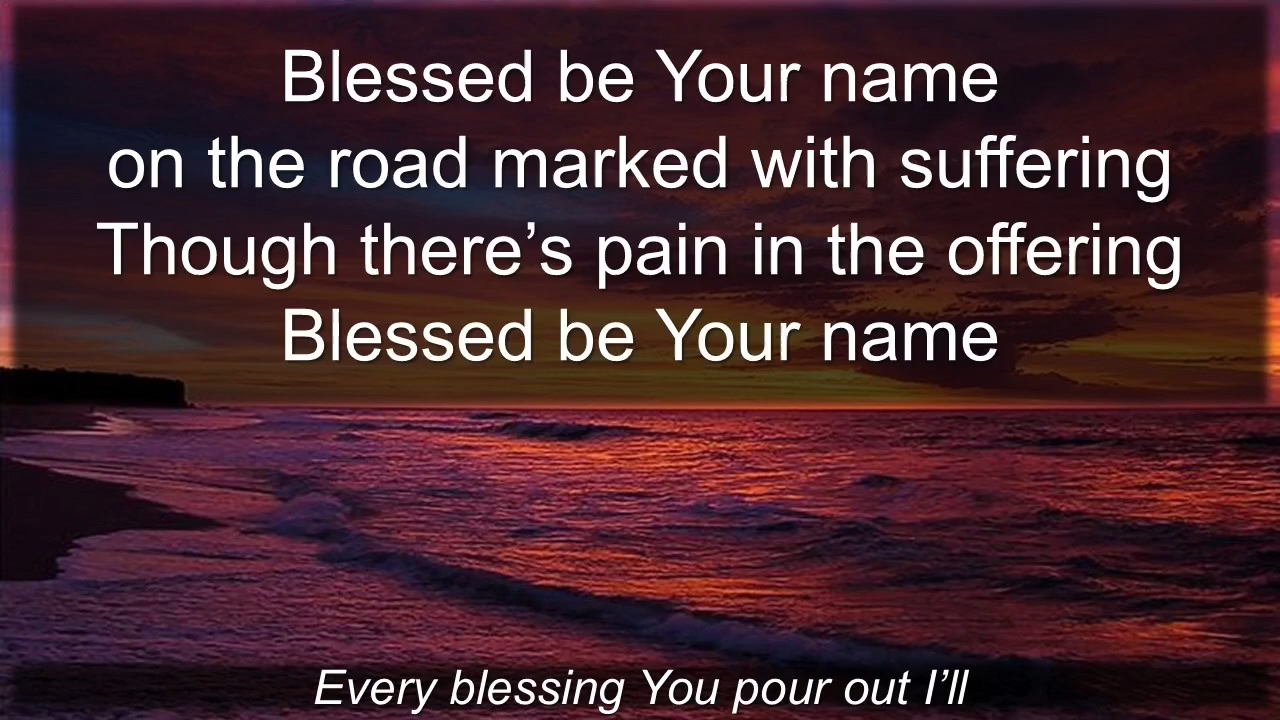 Blessed be Your name
on the road marked with suffering
Though there’s pain in the offering
Blessed be Your name
Every blessing You pour out I’ll